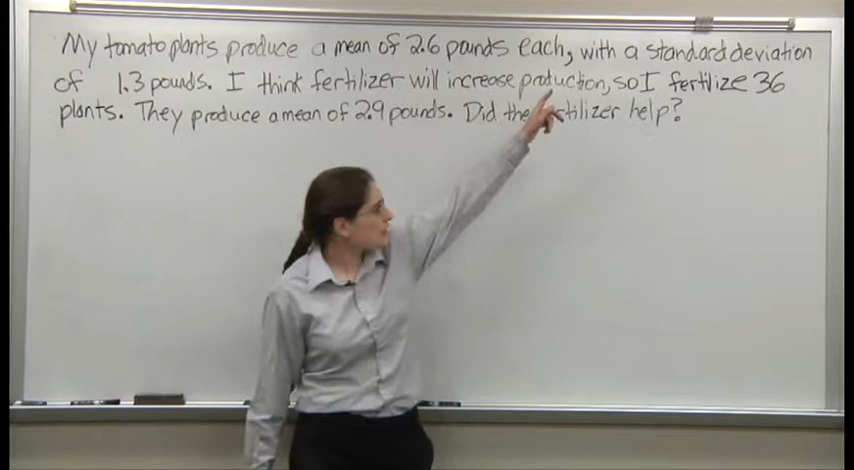 My tomato plants produce a mean of 2.6 pounds each, with a standard deviation
of 1.3 pounds. I think fertilizer will increase production, so I fertilize 36
plants. They produce a mean of 2.9 pounds. Did the fertilizer help?